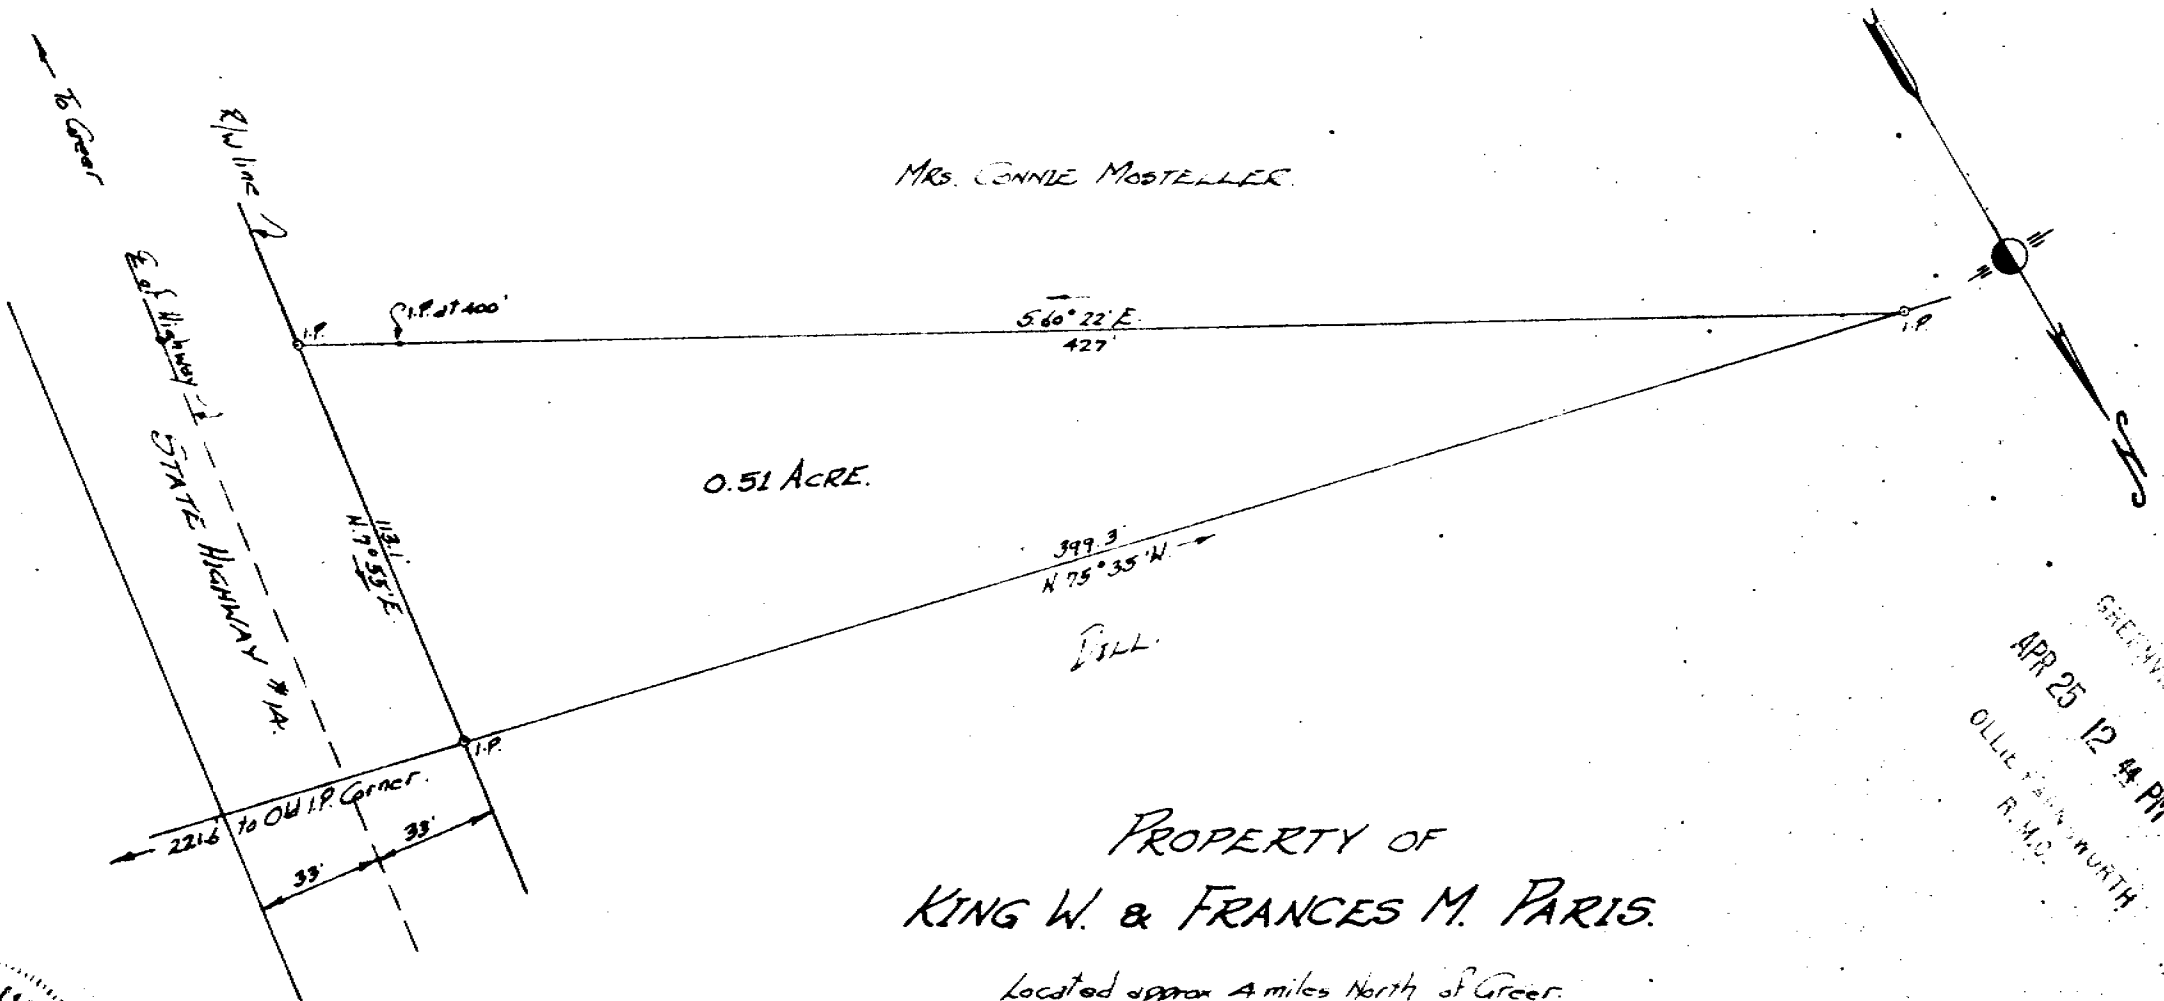 To Greer
R/W line
MRS. CONNIE MOSTELLER.
℄ of Highway
I.P.
I.P. at 400'
S.60° 22' E.
427'
I.P.
STATE HIGHWAY #14.
0.51 ACRE.
113.1'
N.7° 55' E.
399.3'
N 75° 35' W.
DILL.
I.P.
221.6' to Old I.P. Corner.
33'
33'
PROPERTY OF
KING W. & FRANCES M. PARIS.
Located approx 4 miles North of Greer.
APR 25 12 44 PM
OLLIE FARNSWORTH
R.M.C.